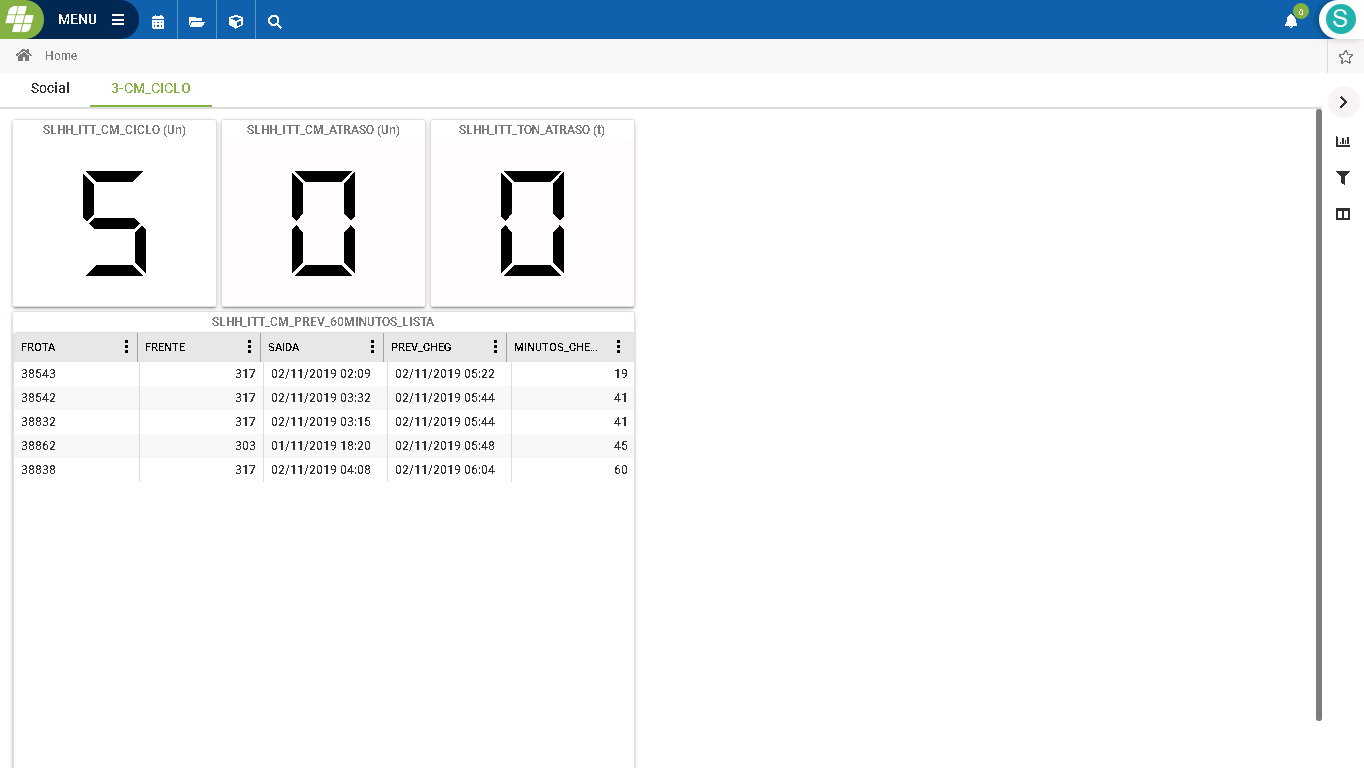 MENU
0
S
Home
Social 3-CM_CICLO
SLHH_ITT_CM_CICLO (Un) SLHH_ITT_CM_ATRASO (Un) SLHH_ITT_TON_ATRASO (t)
5 0 0
SLHH_ITT_CM_PREV_60MINUTOS_LISTA
FROTA FRENTE SAIDA PREV_CHEG MINUTOS_CHE...
38543 317 02/11/2019 02:09 02/11/2019 05:22 19
38542 317 02/11/2019 03:32 02/11/2019 05:44 41
38832 317 02/11/2019 03:15 02/11/2019 05:44 41
38862 303 01/11/2019 18:20 02/11/2019 05:48 45
38838 317 02/11/2019 04:08 02/11/2019 06:04 60